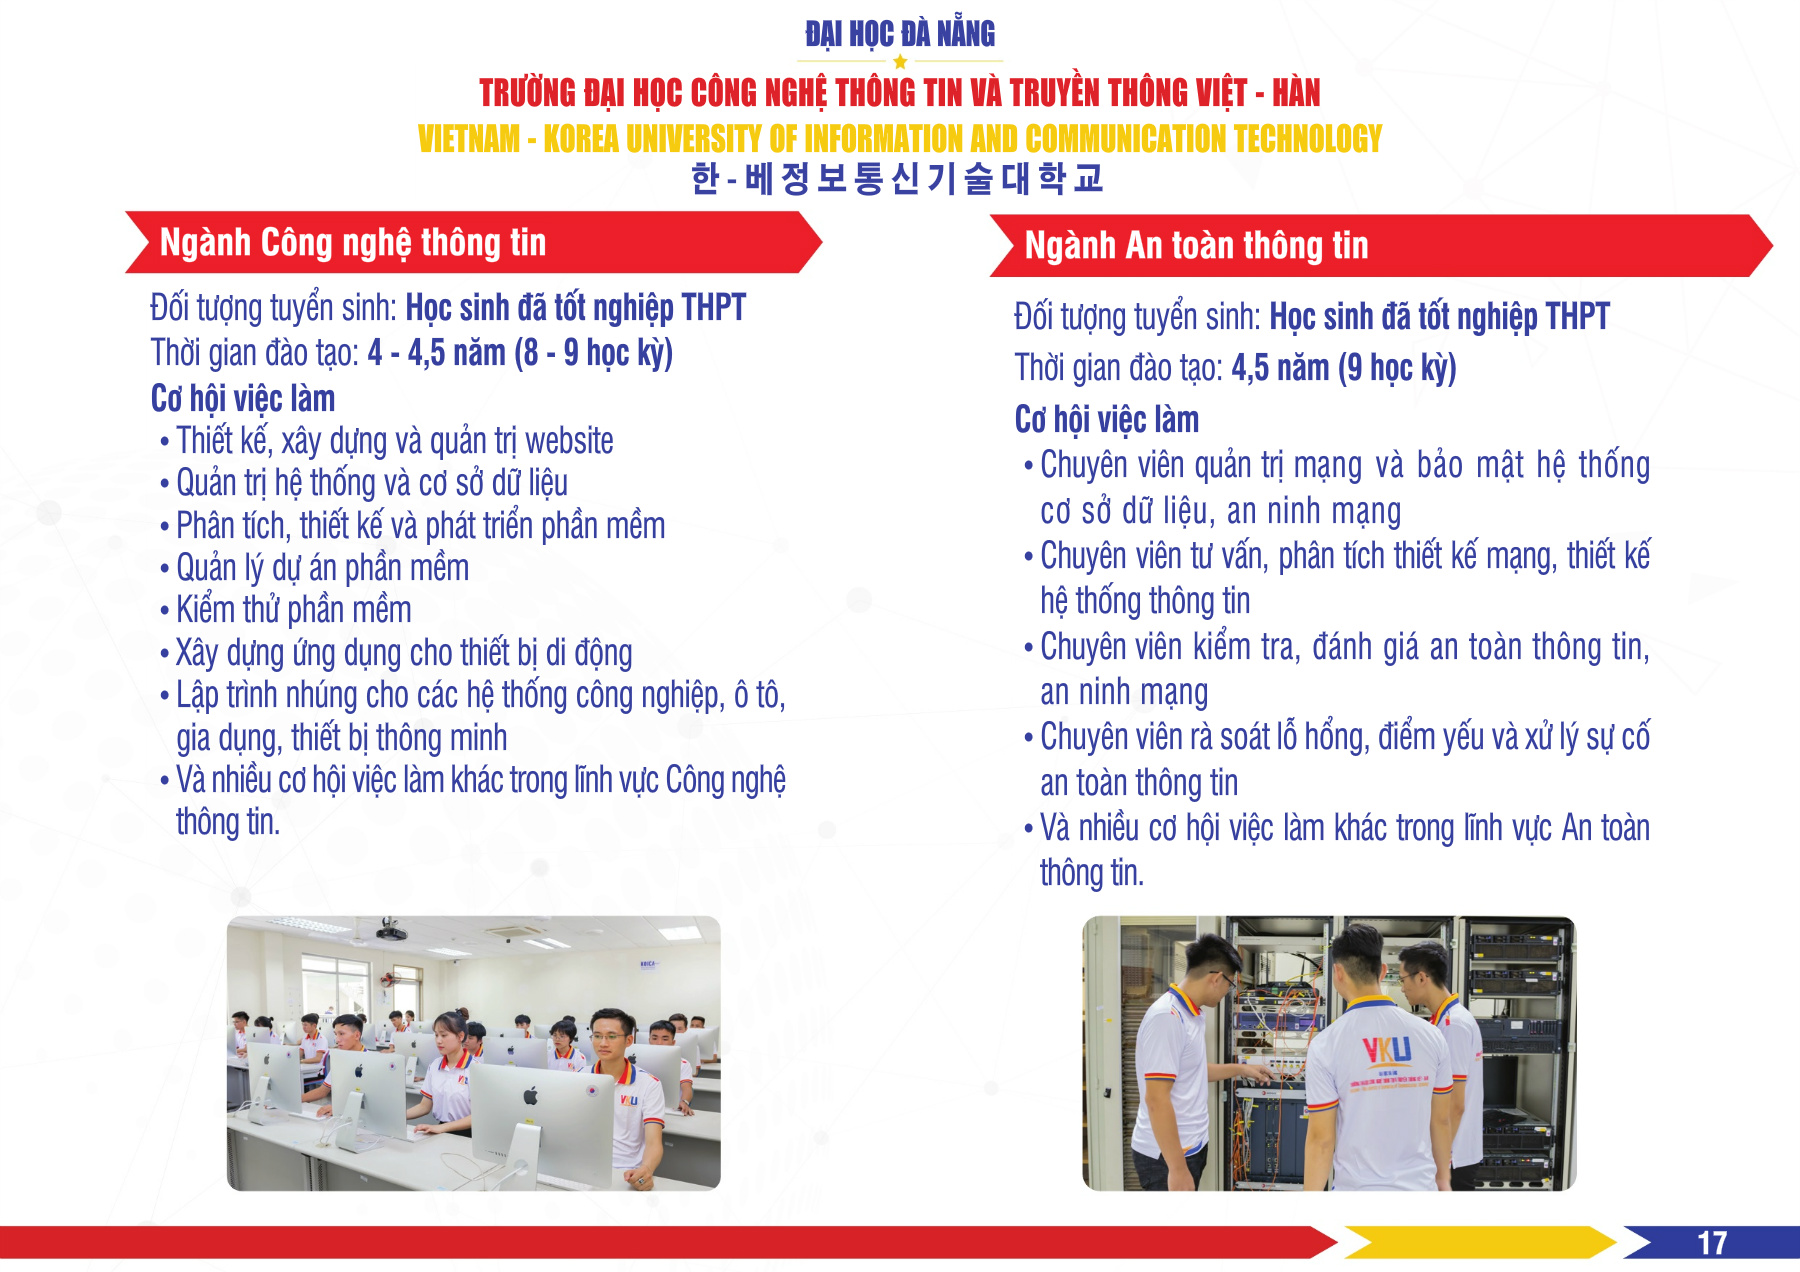 ĐẠI HỌC ĐÀ NẴNG
TRƯỜNG ĐẠI HỌC CÔNG NGHỆ THÔNG TIN VÀ TRUYỀN THÔNG VIỆT - HÀN
VIETNAM - KOREA UNIVERSITY OF INFORMATION AND COMMUNICATION TECHNOLOGY
한-베정보통신기술대학교
Ngành Công nghệ thông tin
Đối tượng tuyển sinh: Học sinh đã tốt nghiệp THPT
Thời gian đào tạo: 4 - 4,5 năm (8 - 9 học kỳ)
Cơ hội việc làm
• Thiết kế, xây dựng và quản trị website
• Quản trị hệ thống và cơ sở dữ liệu
• Phân tích, thiết kế và phát triển phần mềm
• Quản lý dự án phần mềm
• Kiểm thử phần mềm
• Xây dựng ứng dụng cho thiết bị di động
• Lập trình nhúng cho các hệ thống công nghiệp, ô tô,
gia dụng, thiết bị thông minh
• Và nhiều cơ hội việc làm khác trong lĩnh vực Công nghệ
thông tin.
KOICA
VKU
VKU
Ngành An toàn thông tin
Đối tượng tuyển sinh: Học sinh đã tốt nghiệp THPT
Thời gian đào tạo: 4,5 năm (9 học kỳ)
Cơ hội việc làm
• Chuyên viên quản trị mạng và bảo mật hệ thống
cơ sở dữ liệu, an ninh mạng
• Chuyên viên tư vấn, phân tích thiết kế mạng, thiết kế
hệ thống thông tin
• Chuyên viên kiểm tra, đánh giá an toàn thông tin,
an ninh mạng
• Chuyên viên rà soát lỗ hổng, điểm yếu và xử lý sự cố
an toàn thông tin
• Và nhiều cơ hội việc làm khác trong lĩnh vực An toàn
thông tin.
VKU
17